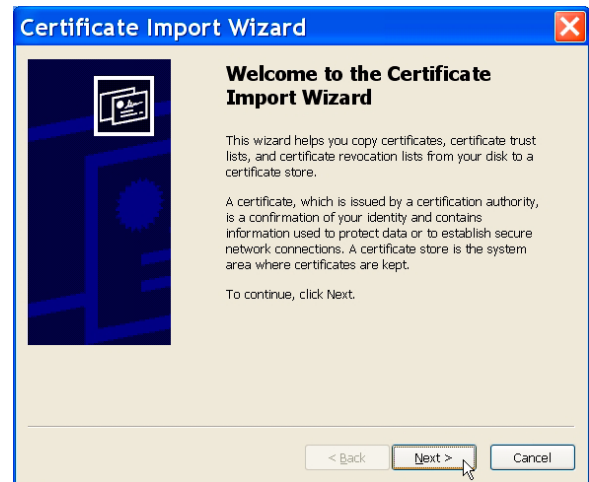 Certificate Import Wizard
Welcome to the Certificate
Import Wizard
This wizard helps you copy certificates, certificate trust
lists, and certificate revocation lists from your disk to a
certificate store.
A certificate, which is issued by a certification authority,
is a confirmation of your identity and contains
information used to protect data or to establish secure
network connections. A certificate store is the system
area where certificates are kept.
To continue, click Next.
< Back Next > Cancel